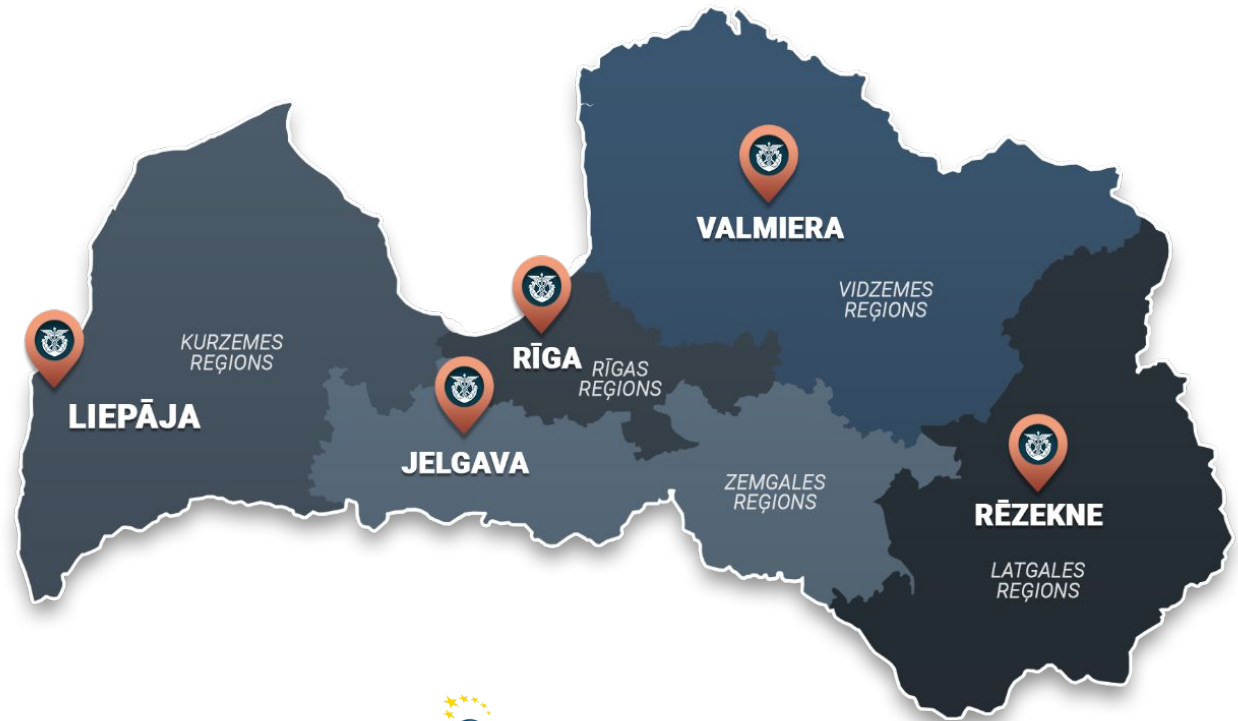 VALMIERA
VIDZEMES
REĢIONS
KURZEMES
REĢIONS
RĪGA
RĪGAS
REĢIONS
LIEPĀJA
JELGAVA
ZEMGALES
REĢIONS
RĒZEKNE
LATGALES
REĢIONS